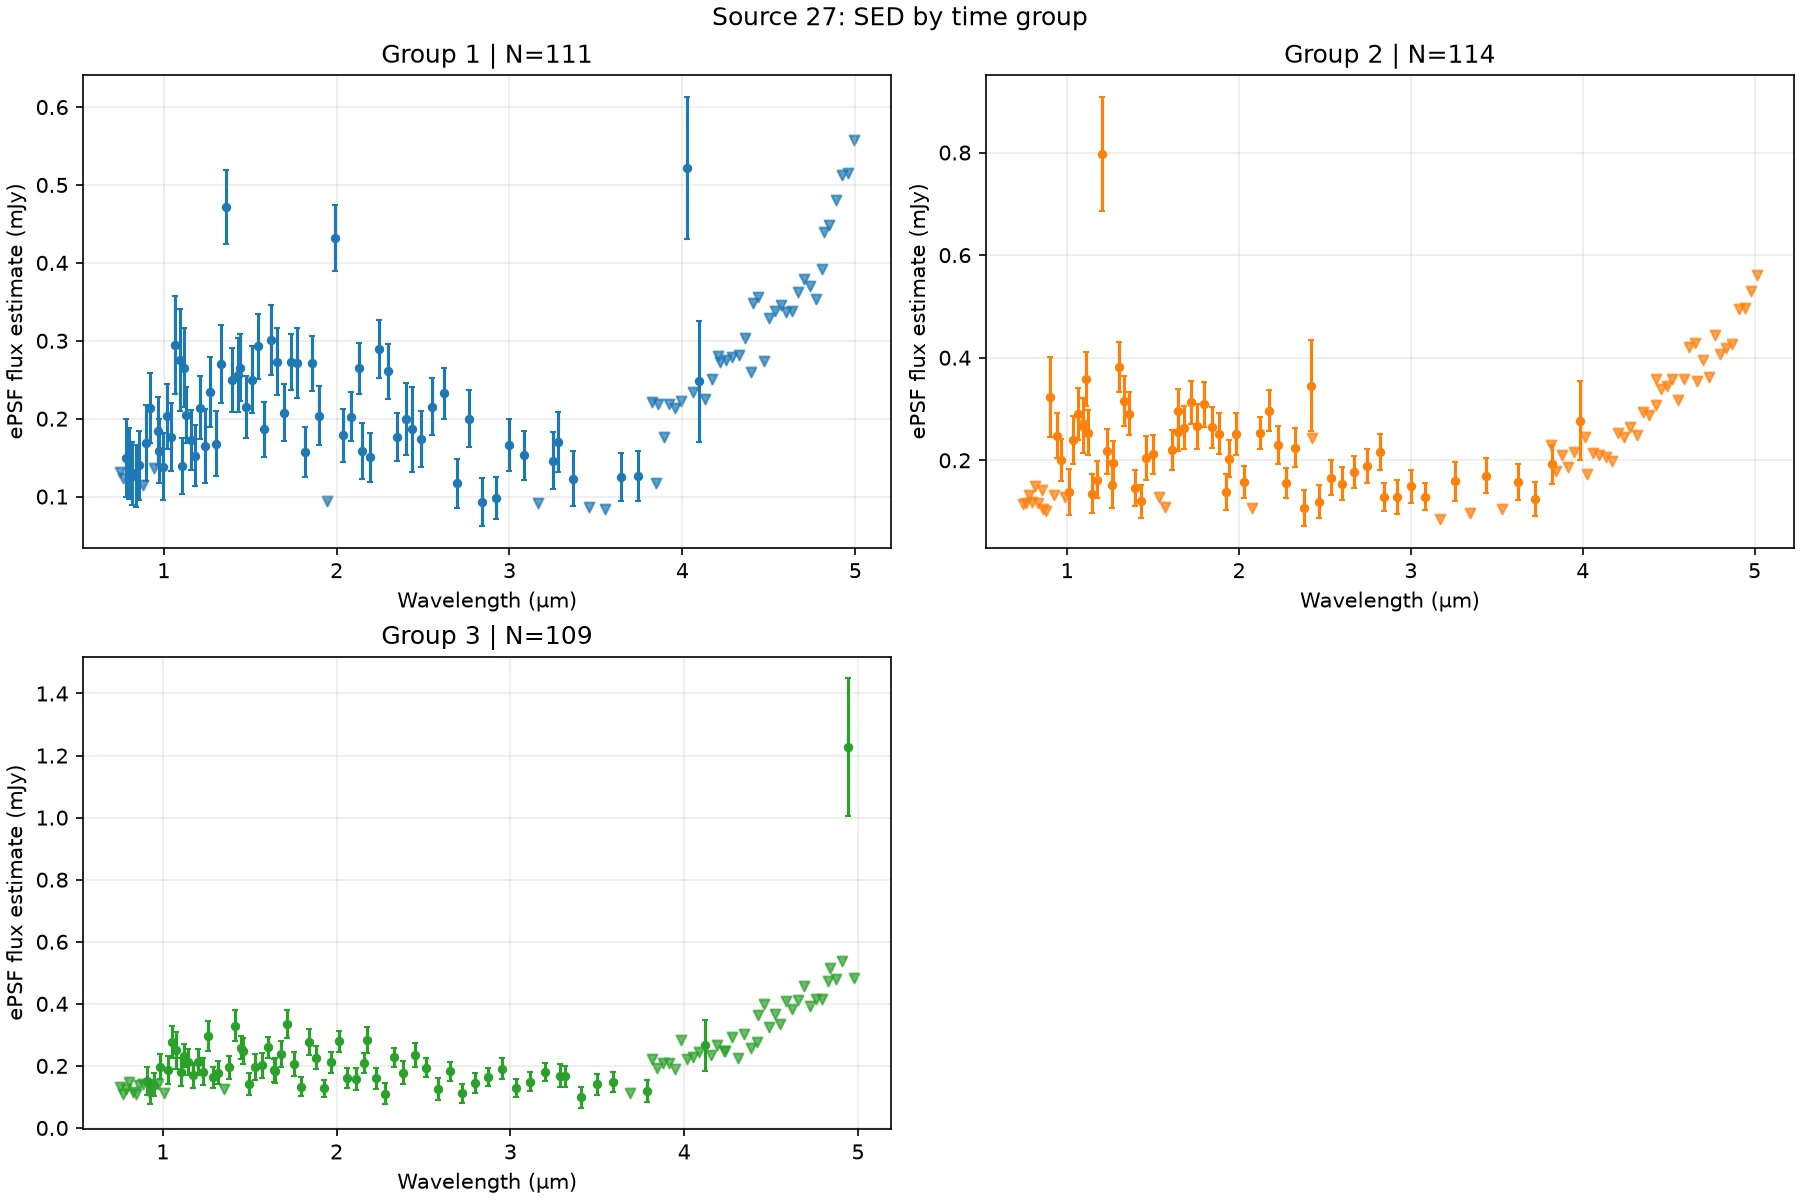 Source 27: SED by time group
Group 1 | N=111
ePSF flux estimate (mJy)
0.6
0.5
0.4
0.3
0.2
0.1
1 2 3 4 5
Wavelength (μm)
Group 2 | N=114
ePSF flux estimate (mJy)
0.8
0.6
0.4
0.2
1 2 3 4 5
Wavelength (μm)
Group 3 | N=109
ePSF flux estimate (mJy)
1.4
1.2
1.0
0.8
0.6
0.4
0.2
0.0
1 2 3 4 5
Wavelength (μm)